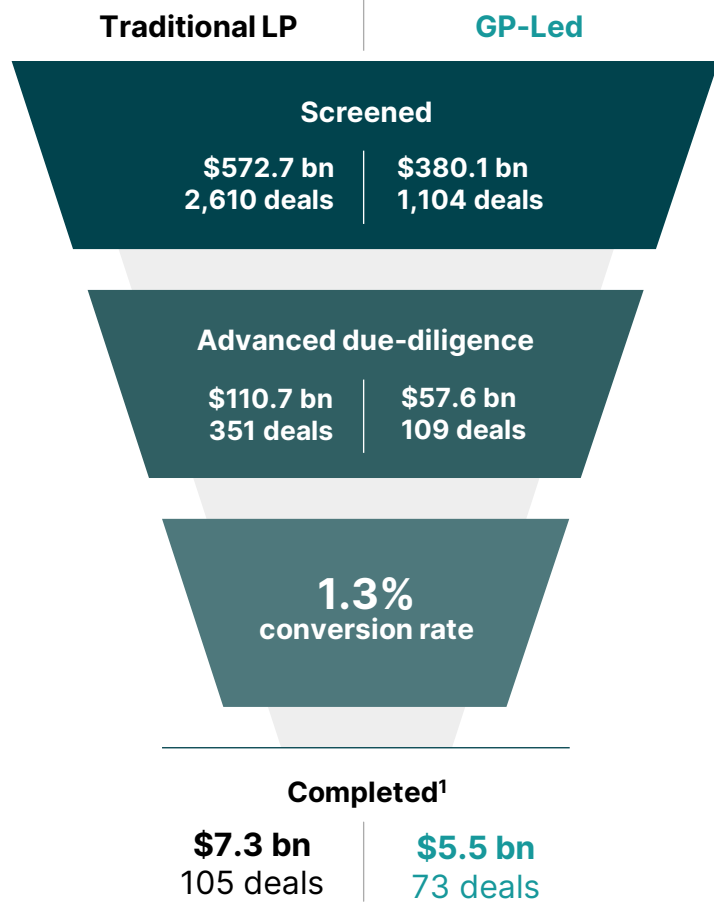 Traditional LP
GP-Led
Screened
$572.7 bn
2,610 deals
$380.1 bn
1,104 deals
Advanced due-diligence
$110.7 bn
351 deals
$57.6 bn
109 deals
1.3%
conversion rate
Completed¹
$7.3 bn
105 deals
$5.5 bn
73 deals